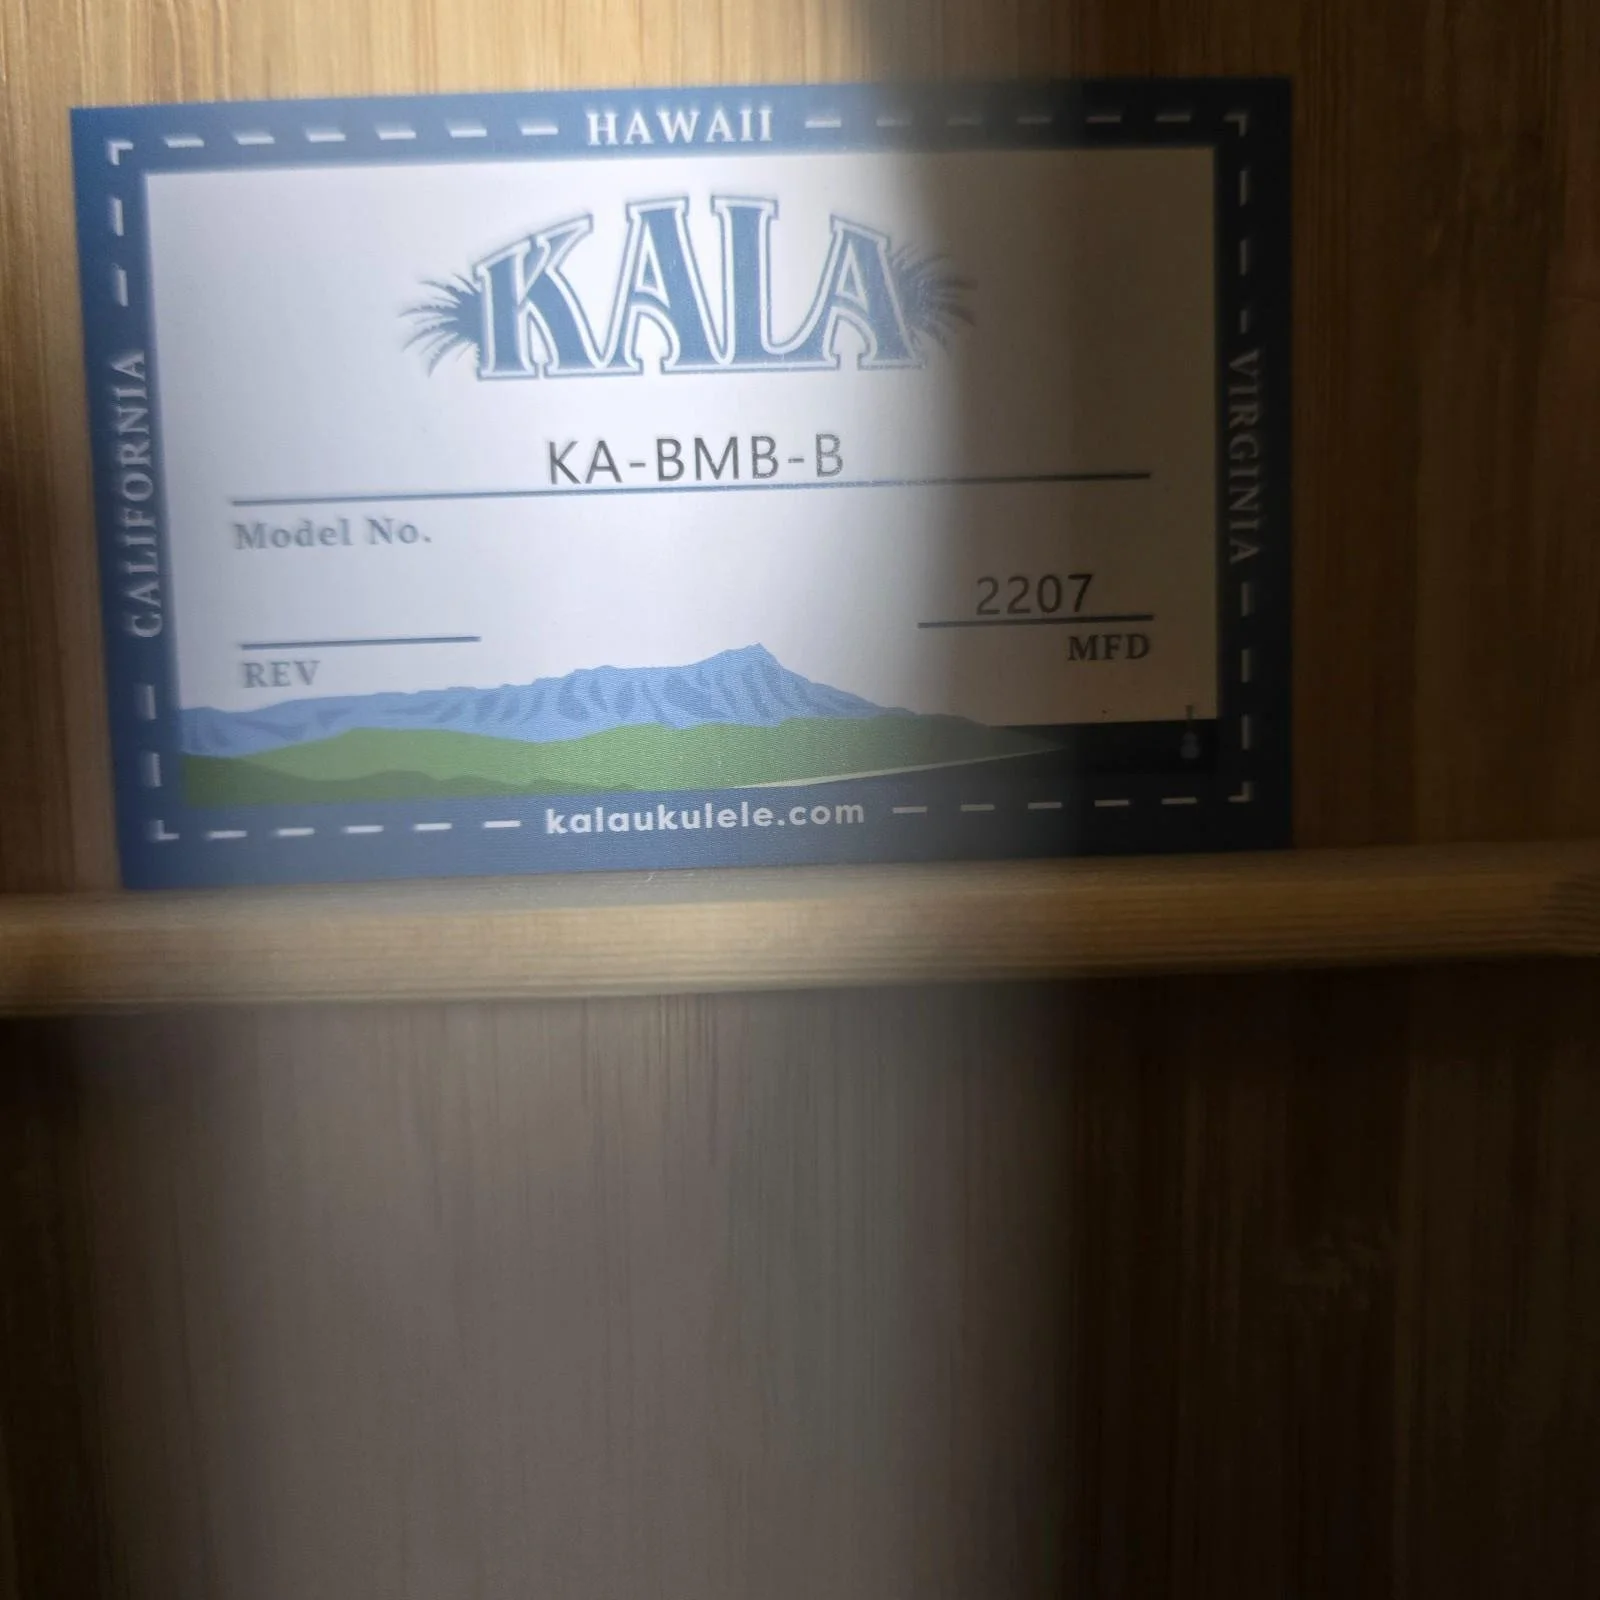 HAWAII
KALA
CALIFORNIA
VIRGINIA
KA-BMB-B
Model No.
2207
REV
MFD
kalaukulele.com